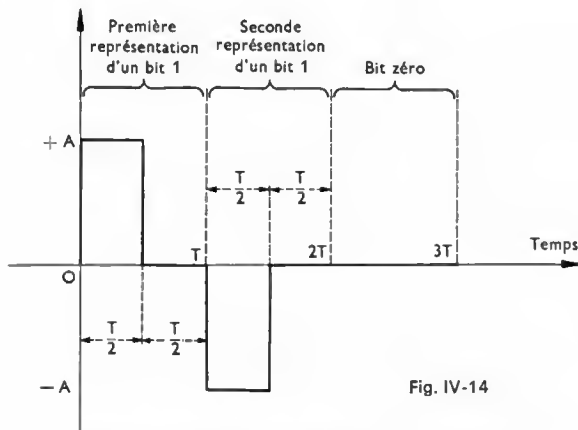 Première
représentation
d'un bit 1
Seconde
représentation
d'un bit 1
Bit zéro
+ A
T
2
T
2
T
2T
3T
Temps
O
T
2
T
2
— A
Fig. IV-14